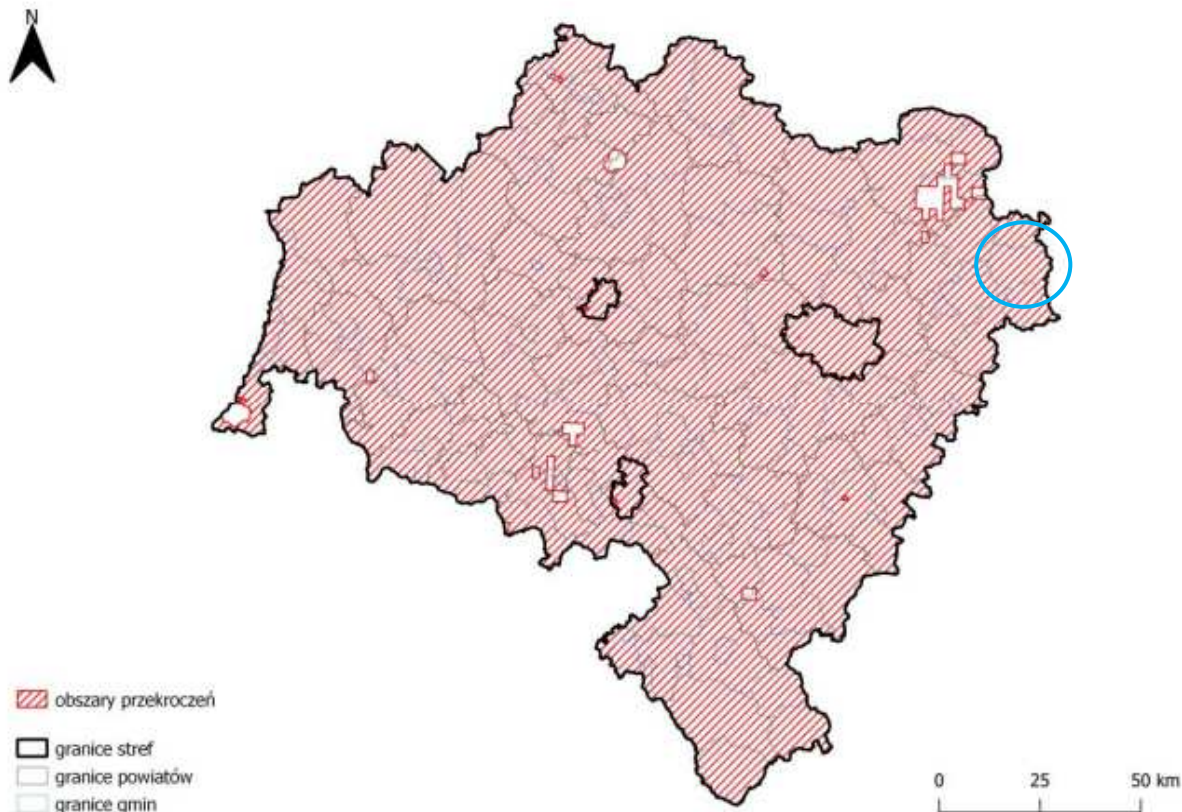 N
obszary przekroczeń
granice stref
granice powiatów
granice gmin
0 25 50 km